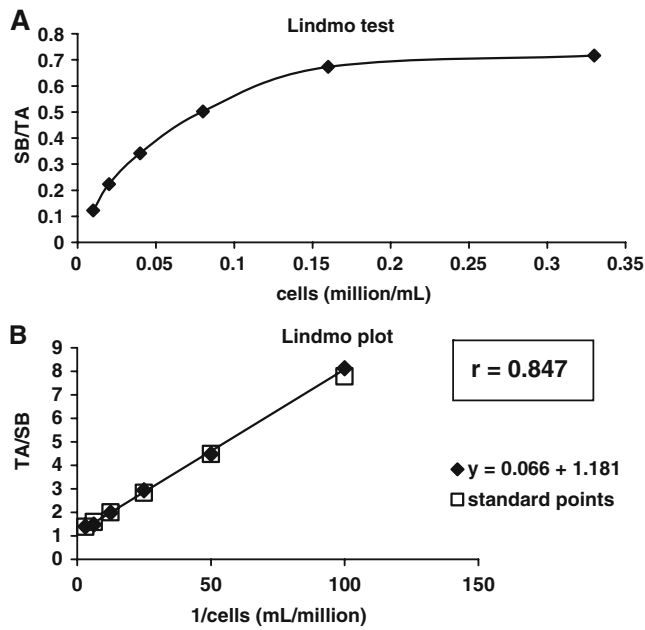 A
Lindmo test
SB/TA
0.8
0.7
0.6
0.5
0.4
0.3
0.2
0.1
0
0 0.05 0.1 0.15 0.2 0.25 0.3 0.35
cells (million/mL)
B
Lindmo plot
TA/SB
9
8
7
6
5
4
3
2
1
0
0 50 100 150
1/cells (mL/million)
r = 0.847
y = 0.066 + 1.181
standard points